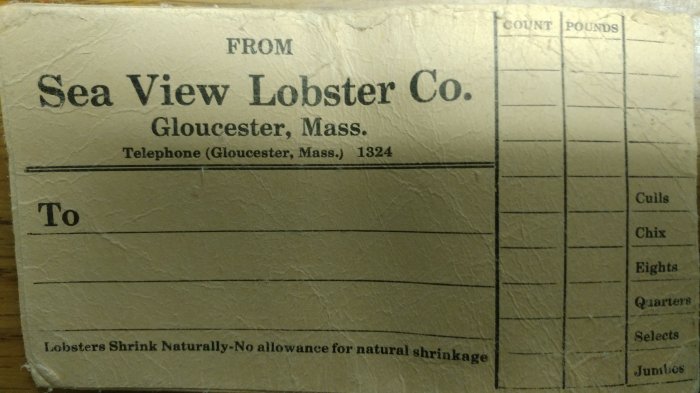 FROM
Sea View Lobster Co.
Gloucester, Mass.
Telephone (Gloucester, Mass.) 1324
To
Lobsters Shrink Naturally-No allowance for natural shrinkage
COUNT POUNDS
Culls
Chix
Eights
Quarters
Selects
Jumbos